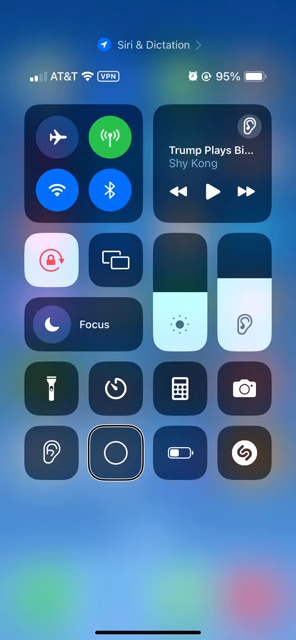 Siri & Dictation
AT&T VPN 95%
Trump Plays Bi...
Shy Kong
Focus